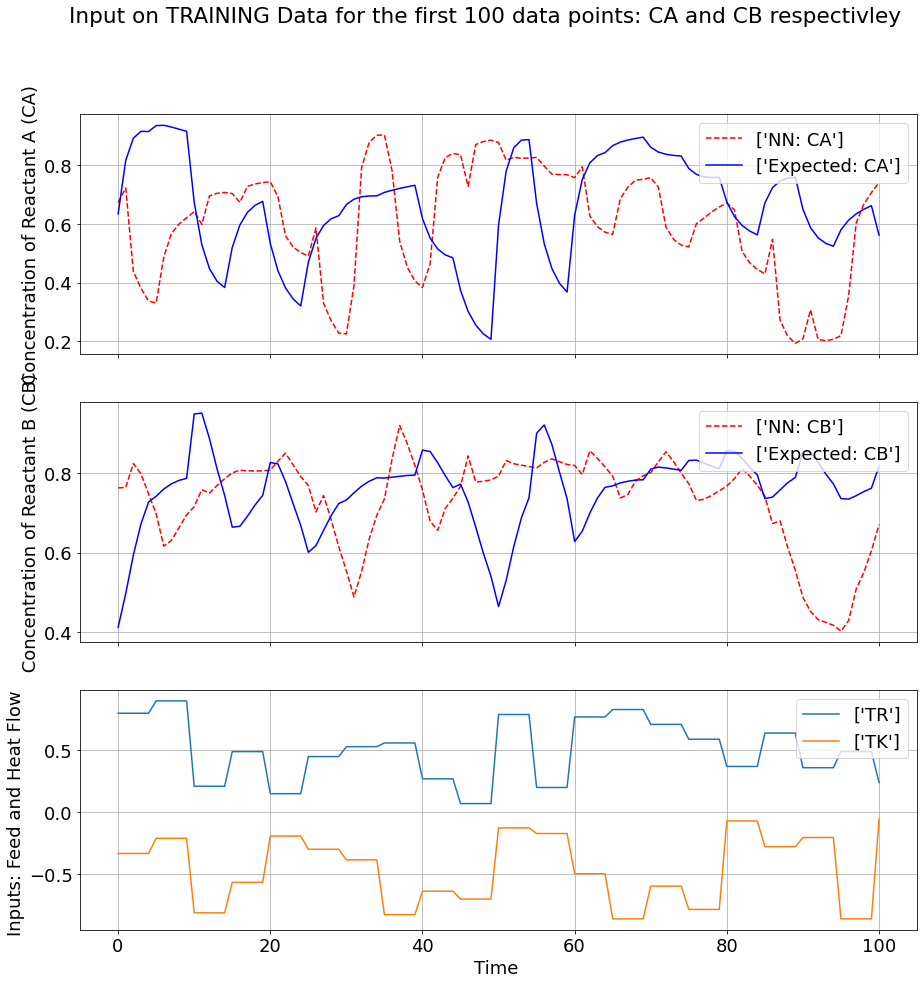 Input on TRAINING Data for the first 100 data points: CA and CB respectivley
Concentration of Reactant A (CA)
0.8
0.6
0.4
0.2
['NN: CA']
['Expected: CA']
Concentration of Reactant B (CB)
0.8
0.6
0.4
['NN: CB']
['Expected: CB']
Inputs: Feed and Heat Flow
0.5
0.0
−0.5
['TR']
['TK']
0 20 40 60 80 100
Time